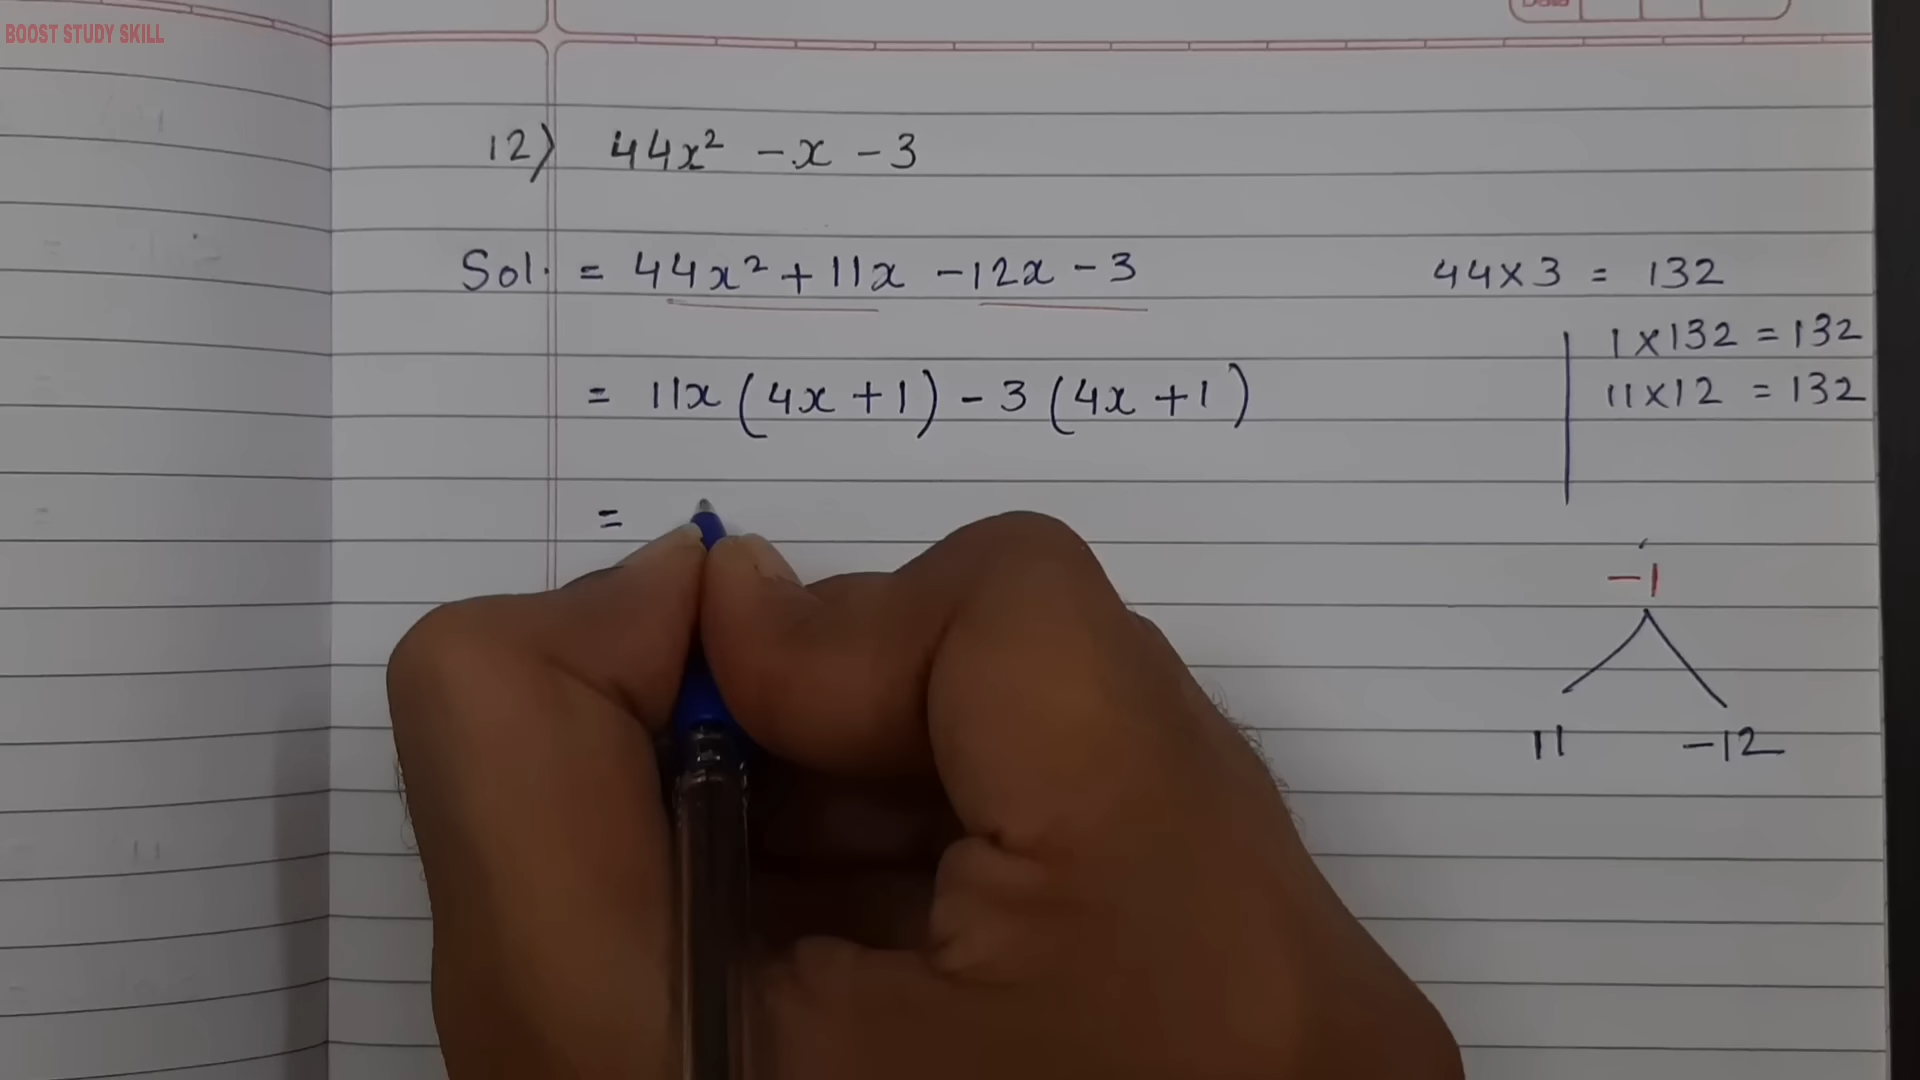 BOOST STUDY SKILL
Date
12) 44x² - x - 3
Sol. = 44x² + 11x - 12x - 3
44 x 3 = 132
1 x 132 = 132
= 11x (4x + 1) - 3 (4x + 1)
11 x 12 = 132
=
-1
11 -12